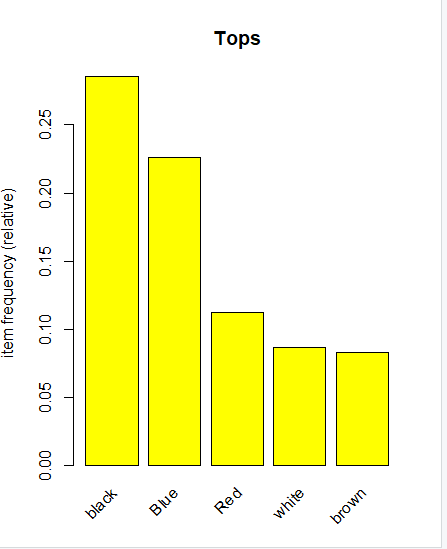 Tops
item frequency (relative)
0.25
0.20
0.15
0.10
0.05
0.00
black
Blue
Red
white
brown